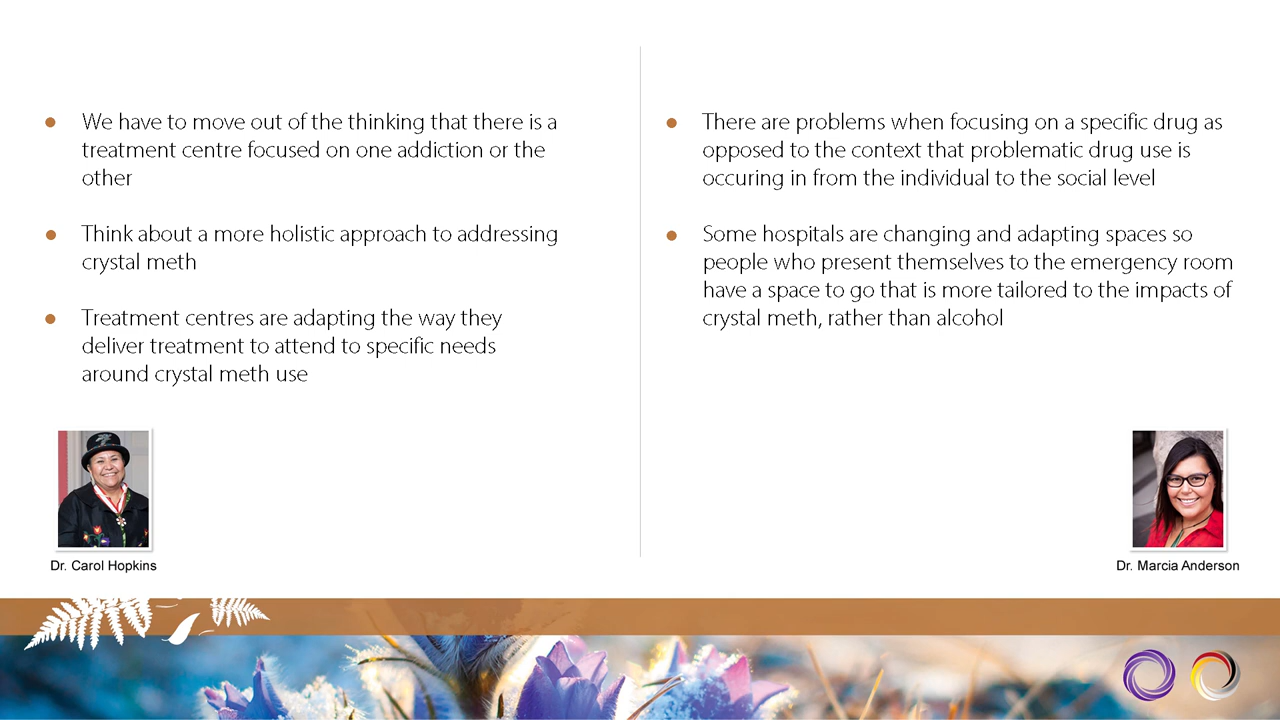 We have to move out of the thinking that there is a
treatment centre focused on one addiction or the
other
Think about a more holistic approach to addressing
crystal meth
Treatment centres are adapting the way they
deliver treatment to attend to specific needs
around crystal meth use
Dr. Carol Hopkins
There are problems when focusing on a specific drug as
opposed to the context that problematic drug use is
occuring in from the individual to the social level
Some hospitals are changing and adapting spaces so
people who present themselves to the emergency room
have a space to go that is more tailored to the impacts of
crystal meth, rather than alcohol
Dr. Marcia Anderson